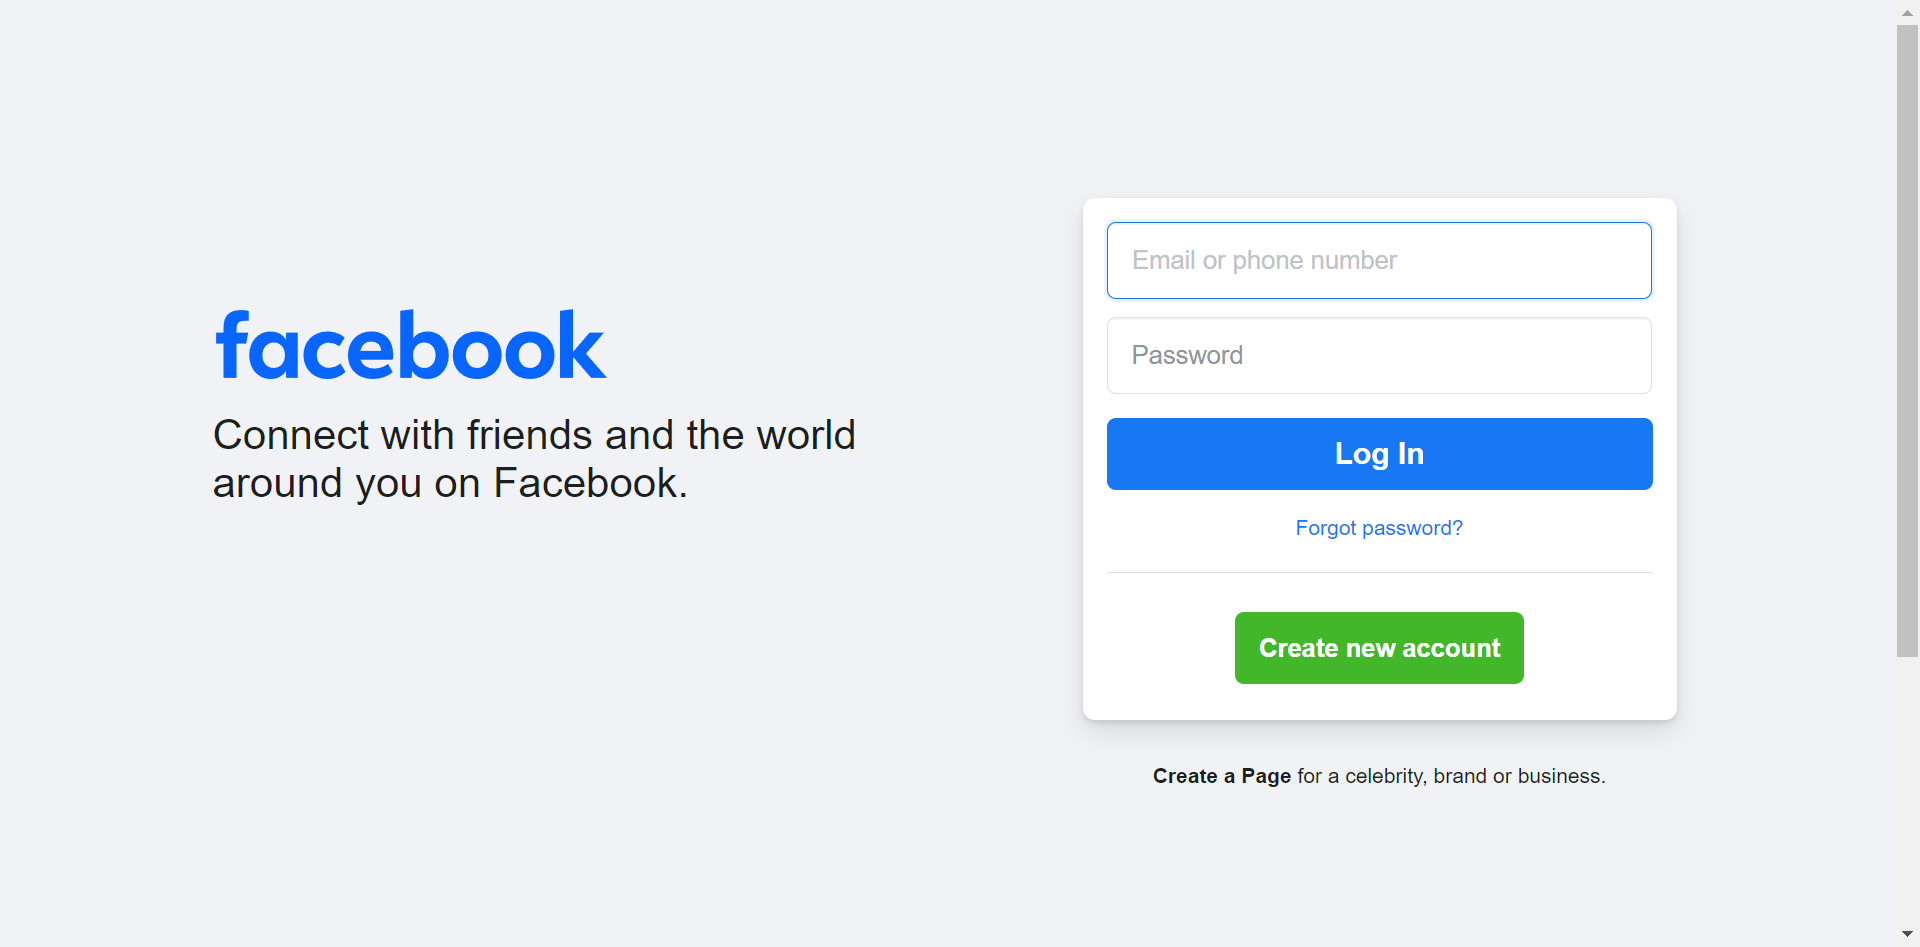 facebook
Connect with friends and the world
around you on Facebook.
Email or phone number
Password
Log In
Forgot password?
Create new account
Create a Page for a celebrity, brand or business.